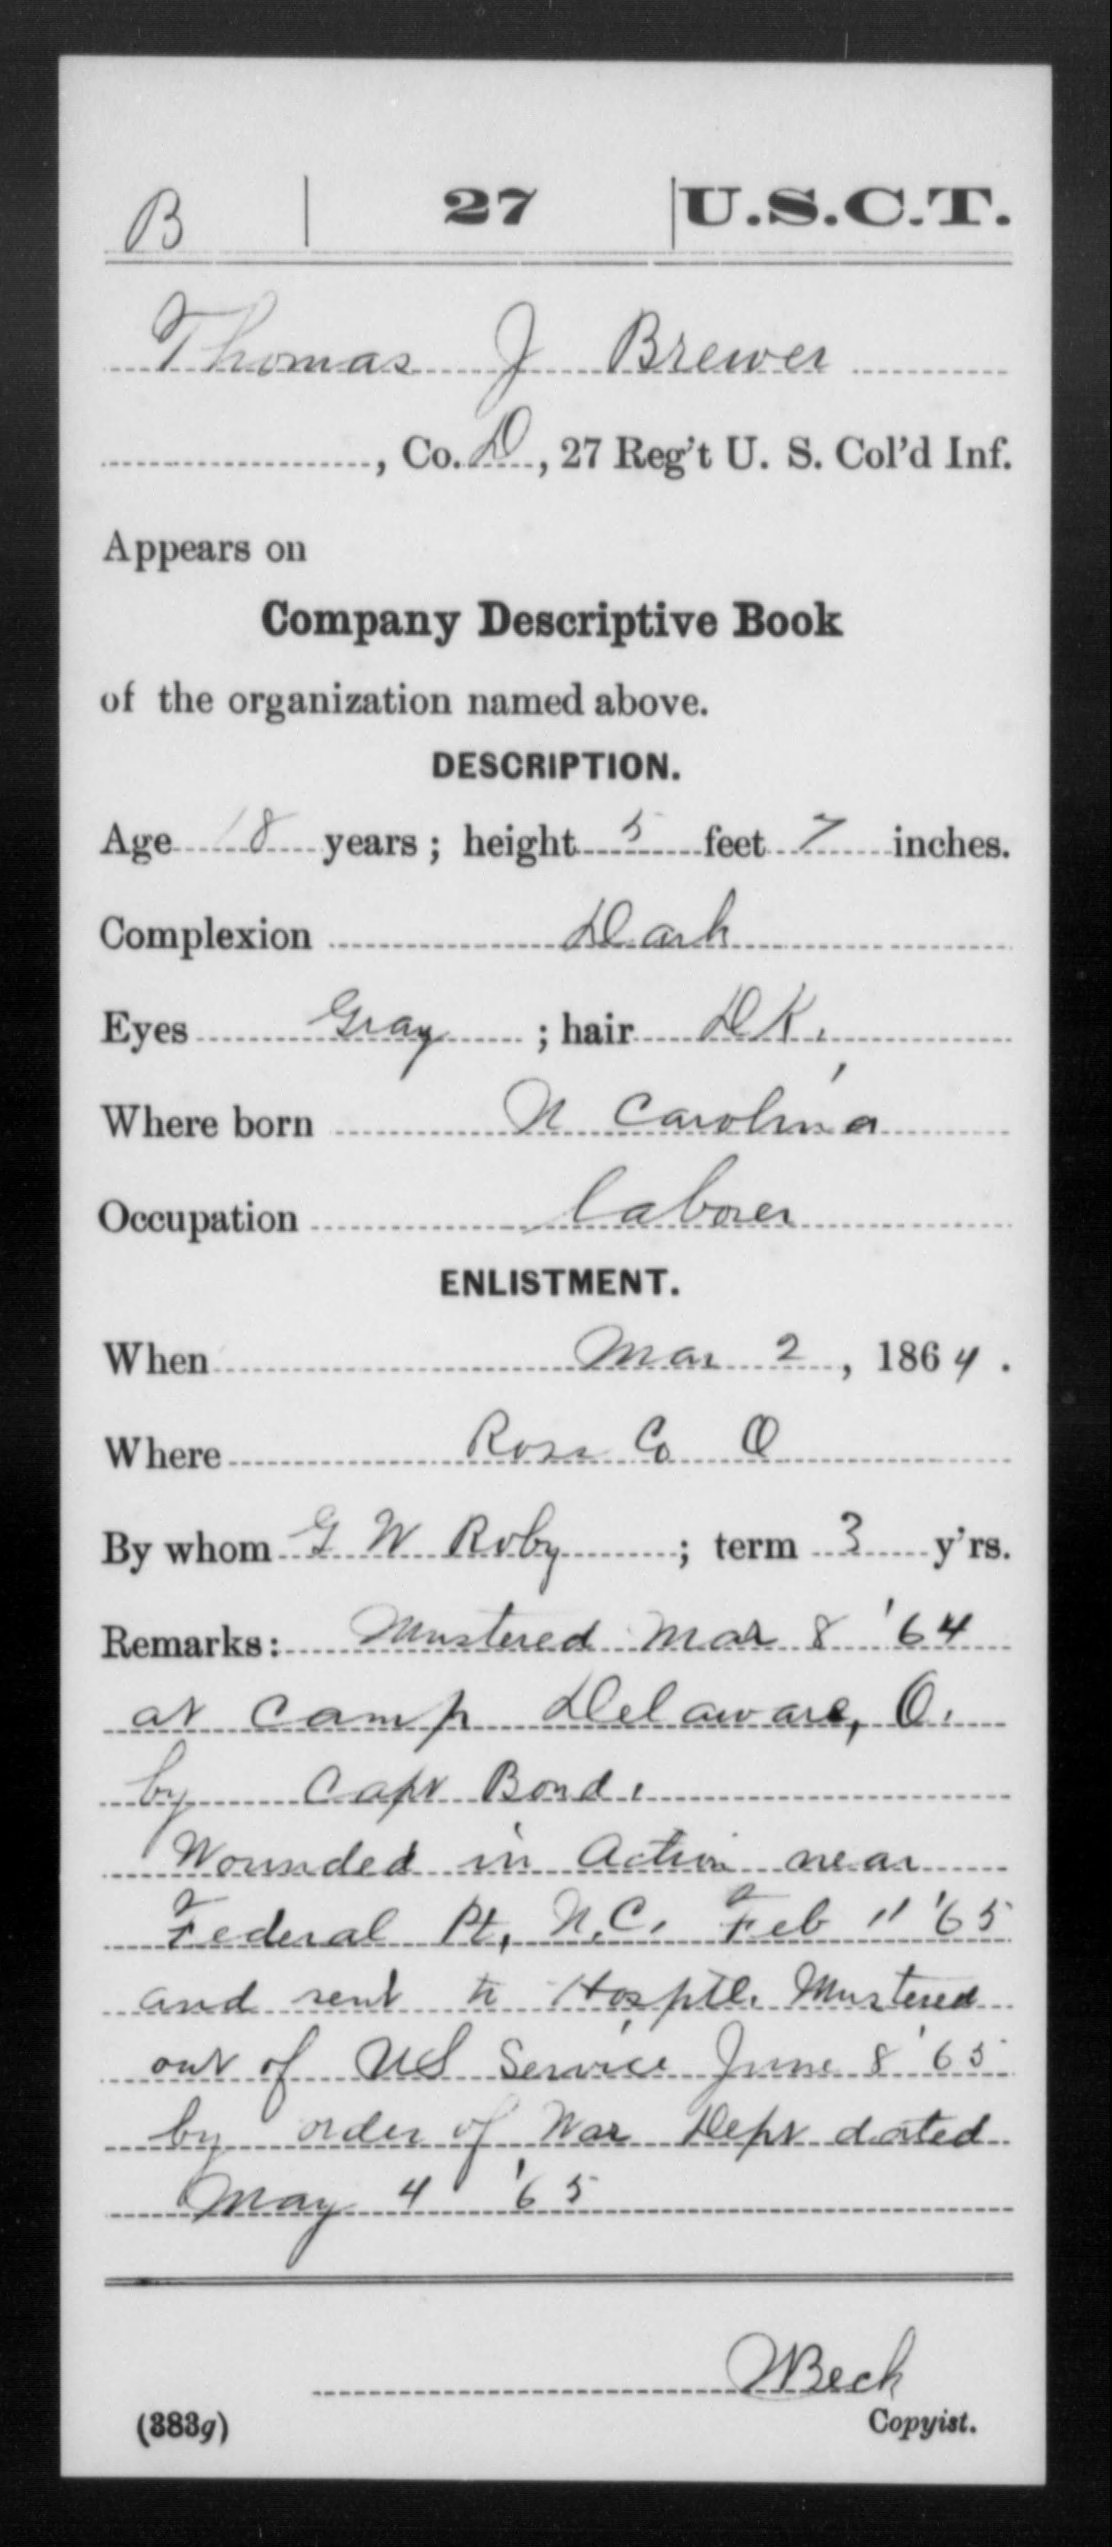 B | 27 | U.S.C.T.
Thomas J Brewer
, Co. D, 27 Reg't U. S. Col'd Inf.
Appears on
Company Descriptive Book
of the organization named above.
DESCRIPTION.
Age 18 years; height 5 feet 7 inches.
Complexion Dark
Eyes Gray ; hair DK.
Where born N Carolina
Occupation laborer
ENLISTMENT.
When Mar 2, 1864.
Where Ross Co O
By whom G W Roby ; term 3 y'rs.
Remarks: Mustered Mar 8 '64
at Camp Delaware, O.
by Capt Bond.
Wounded in Action near
Federal Pt, N.C. Feb 11 '65
and sent to Hosptl. Mustered
out of US Service June 8 '65
by order of War Dept dated
May 4 '65
Beck
(383g) Copyist.